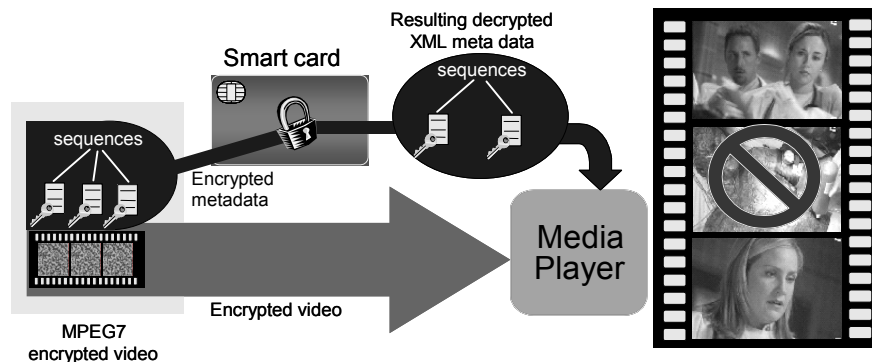 Resulting decrypted
XML meta data
Smart card
sequences
sequences
Encrypted
metadata
Media
Player
Encrypted video
MPEG7
encrypted video